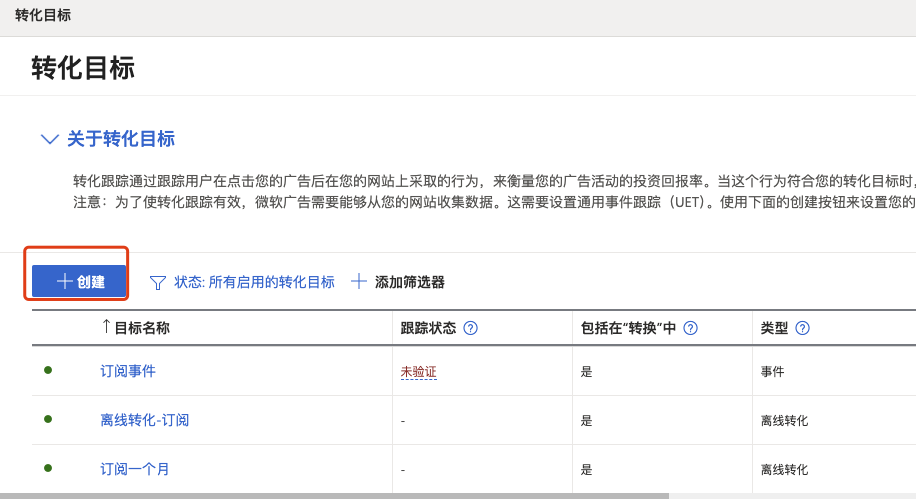 转化目标
转化目标
关于转化目标
转化跟踪通过跟踪用户在点击您的广告后在您的网站上采取的行为，来衡量您的广告活动的投资回报率。当这个行为符合您的转化目标时，
注意：为了使转化跟踪有效，微软广告需要能够从您的网站收集数据。这需要设置通用事件跟踪（UET）。使用下面的创建按钮来设置您的
创建 状态: 所有启用的转化目标 添加筛选器
↑目标名称 跟踪状态 ? 包括在“转换”中 ? 类型 ?
订阅事件 未验证 是 事件
离线转化-订阅 - 是 离线转化
订阅一个月 - 是 离线转化